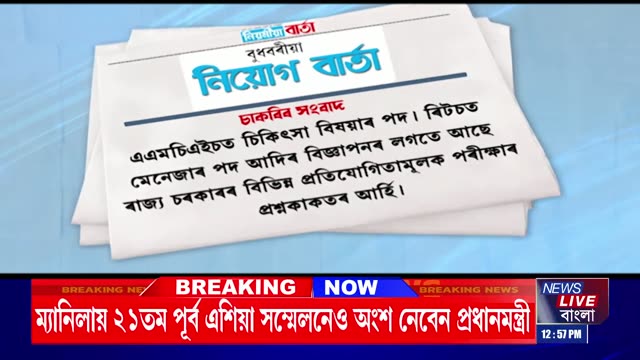 নিয়মীয়া বাৰ্তা
বুধবৰীয়া
নিয়োগ বাৰ্তা
চাকৰিৰ সংবাদ
এএমচিএইচত চিকিৎসা বিষয়াৰ পদ। ৰিটচত
মেনেজাৰ পদ আদিৰ বিজ্ঞাপনৰ লগতে আছে
ৰাজ্য চৰকাৰৰ বিভিন্ন প্ৰতিযোগিতামূলক পৰীক্ষাৰ
প্ৰশ্নকাকতৰ আৰ্হি।
BREAKING NEWS BREAKING NOW BREAKING NEWS
ম্যানিলায় ২১তম পূর্ব এশিয়া সম্মেলনেও অংশ নেবেন প্রধানমন্ত্রী
NEWS
LIVE
বাংলা
12:57 PM